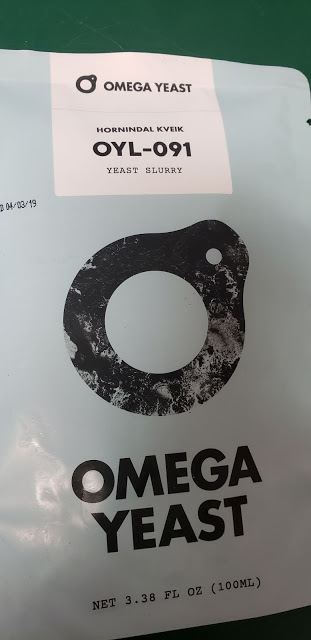 OMEGA YEAST
HORNINDAL KVEIK
OYL-091
YEAST SLURRY
04/03/19
OMEGA
YEAST
NET 3.38 FL OZ (100ML)